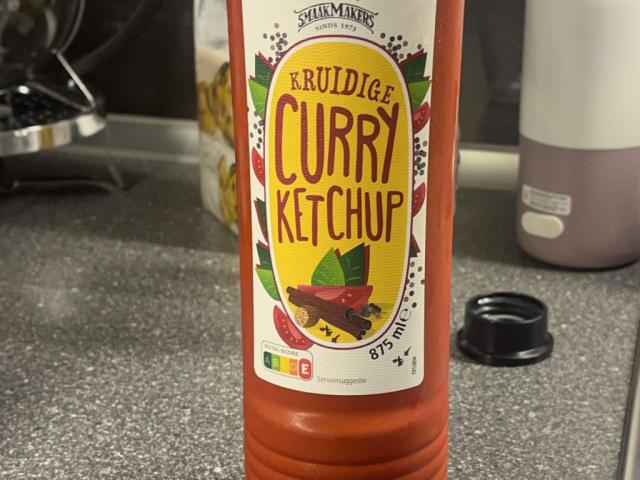 SMAAKMAKERS
SINDS 1973
KRUIDIGE
CURRY
KETCHUP
875 ml e
NUTRI-SCORE
A B C D E
Serveersuggestie